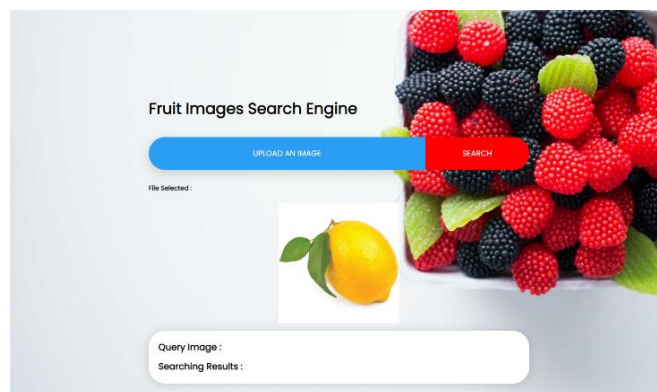 Fruit Images Search Engine
UPLOAD AN IMAGE
SEARCH
File Selected :
Query Image :
Searching Results :